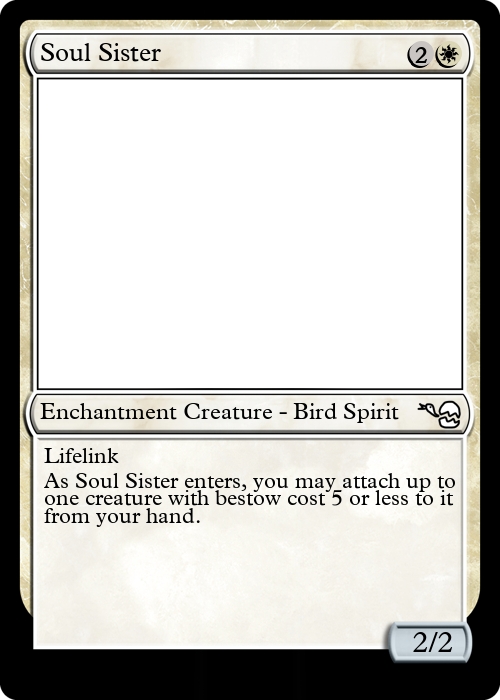 Soul Sister 2
Enchantment Creature - Bird Spirit
Lifelink
As Soul Sister enters, you may attach up to
one creature with bestow cost 5 or less to it
from your hand.
2/2